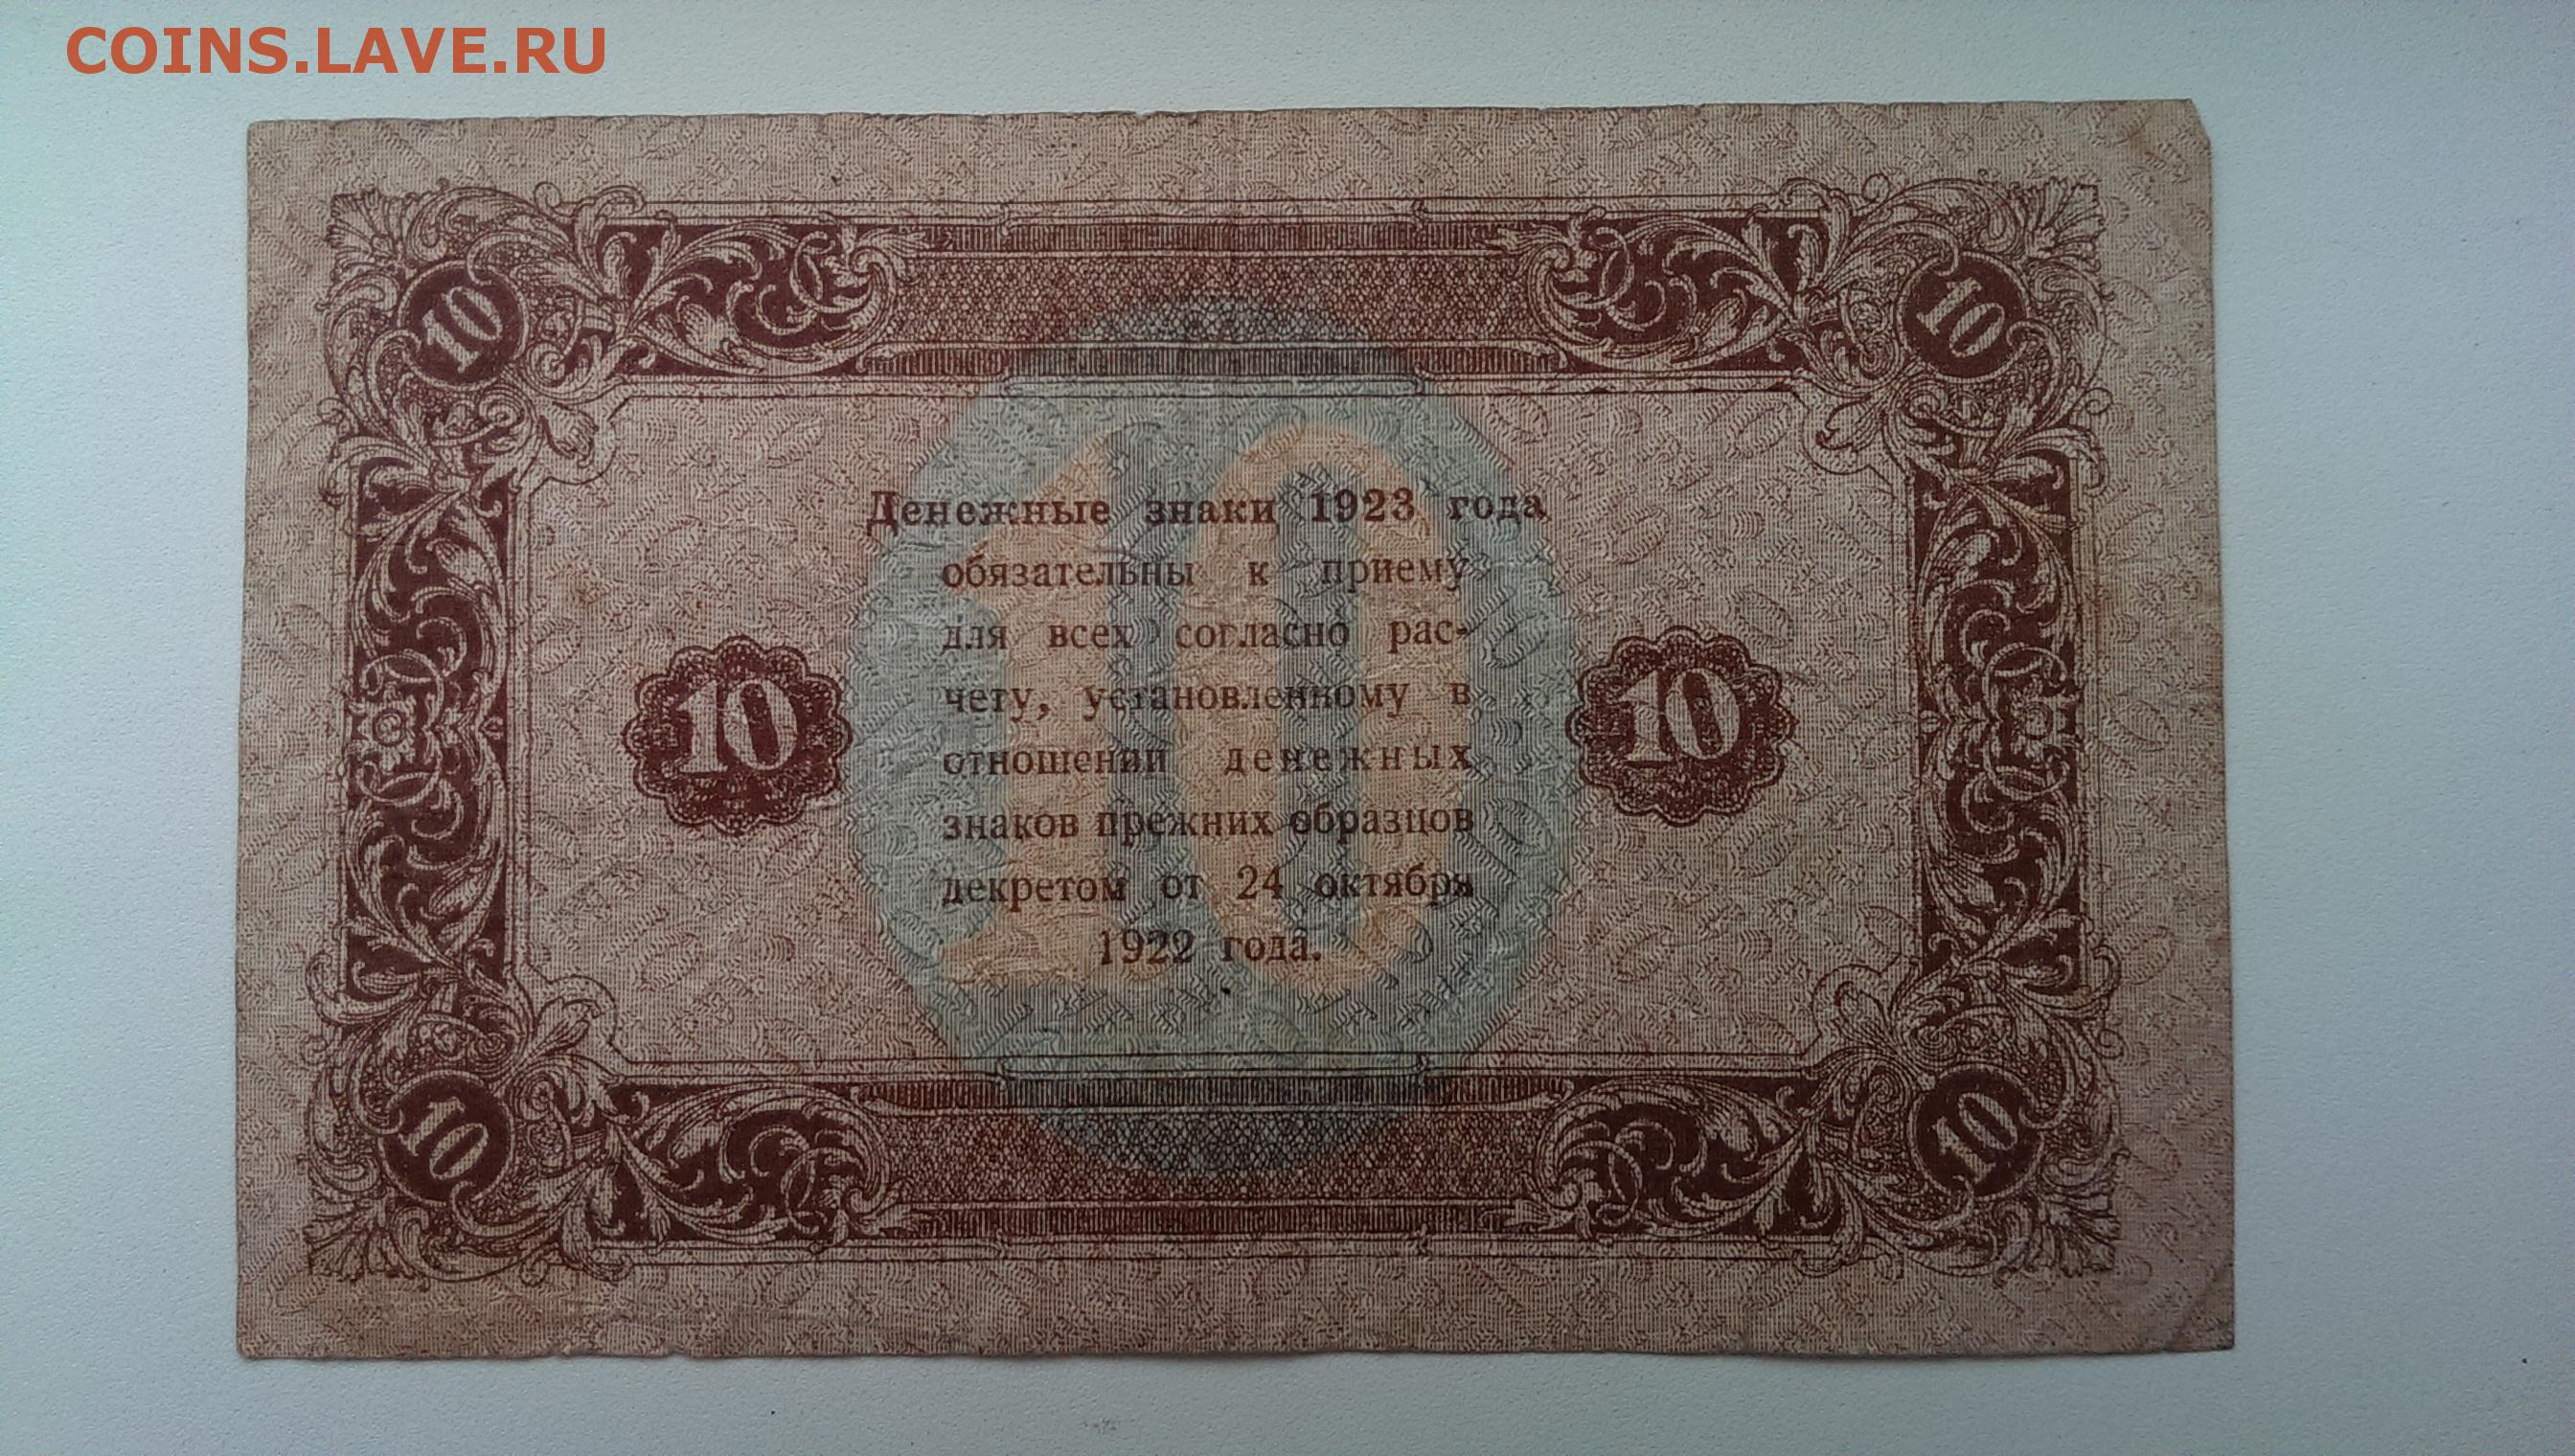 COINS.LAVE.RU
10
10
Денежные знаки 1923 года
обязательны к приему
для всех согласно рас-
чету, установленному в
отношении денежных
знаков прежних образцов
декретом от 24 октября
1922 года.
10
10
10
10
10